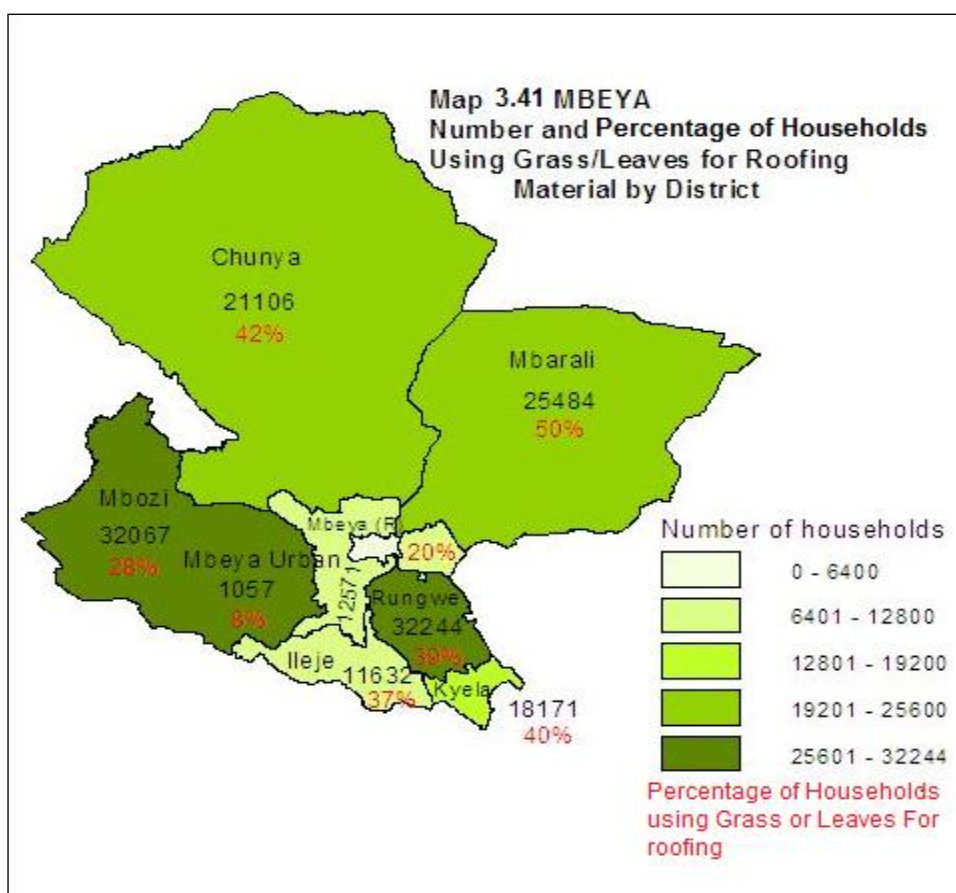 Map 3.41 MBEYA
Number and Percentage of Households
Using Grass/Leaves for Roofing
Material by District
Chunya
21106
42%
Mbarali
25484
50%
Mbozi
32067
28%
Mbeya Urban
1057
8%
Mbeya (R)
12571
20%
Rungwe
32244
39%
Ileje
11632
37%
Kyela
18171
40%
Number of households
0 - 6400
6401 - 12800
12801 - 19200
19201 - 25600
25601 - 32244
Percentage of Households
using Grass or Leaves For
roofing